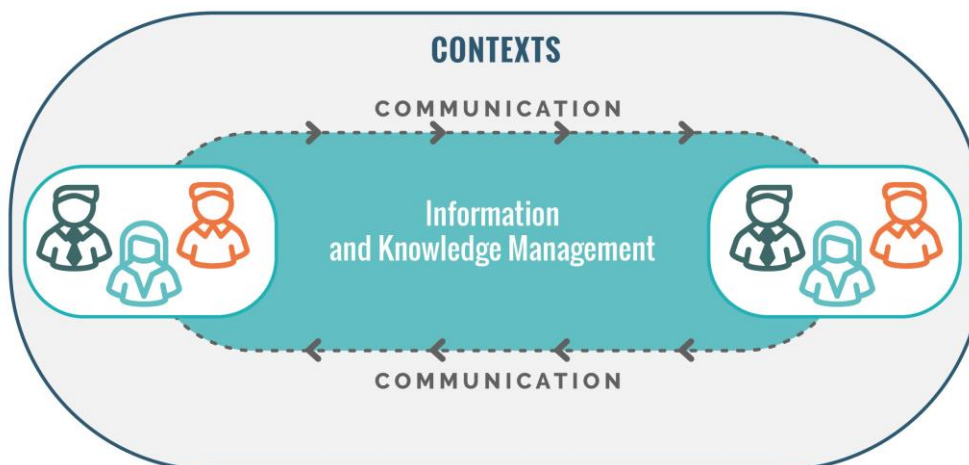 CONTEXTS
COMMUNICATION
Information
and Knowledge Management
COMMUNICATION